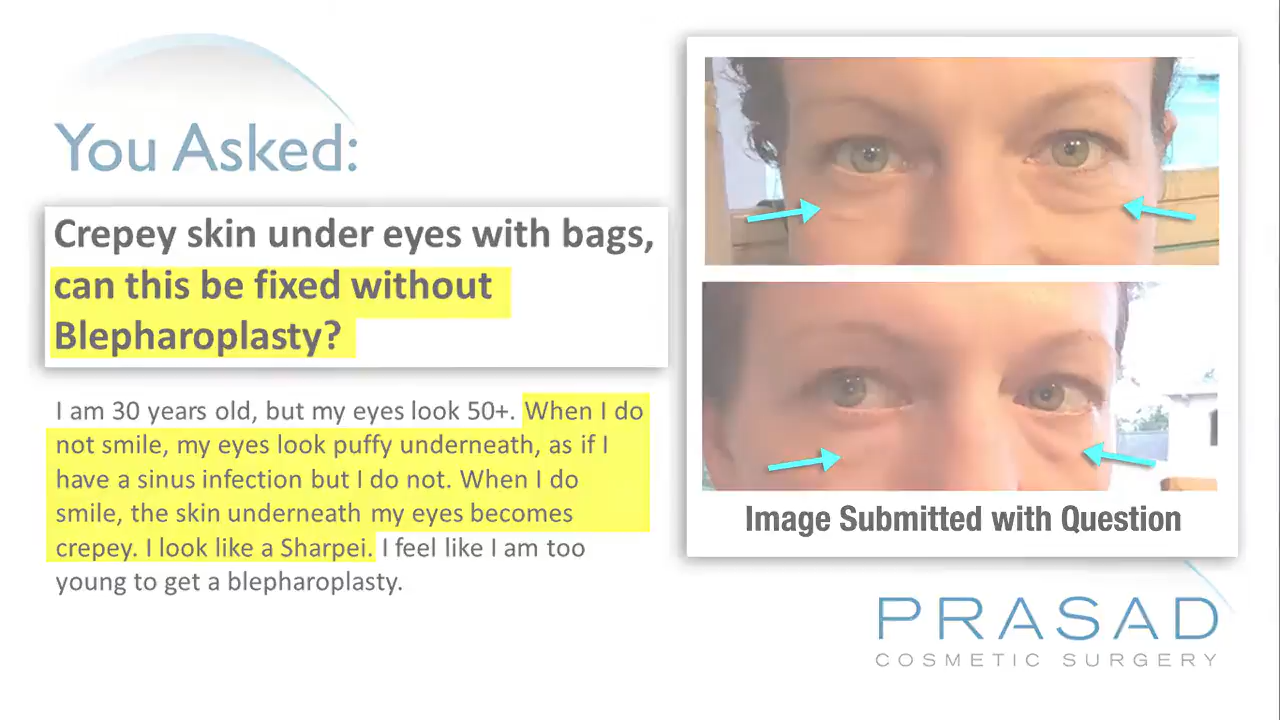 You Asked:
Crepey skin under eyes with bags,
can this be fixed without
Blepharoplasty?
I am 30 years old, but my eyes look 50+. When I do
not smile, my eyes look puffy underneath, as if I
have a sinus infection but I do not. When I do
smile, the skin underneath my eyes becomes
crepey. I look like a Sharpei. I feel like I am too
young to get a blepharoplasty.
Image Submitted with Question
PRASAD
COSMETIC SURGERY